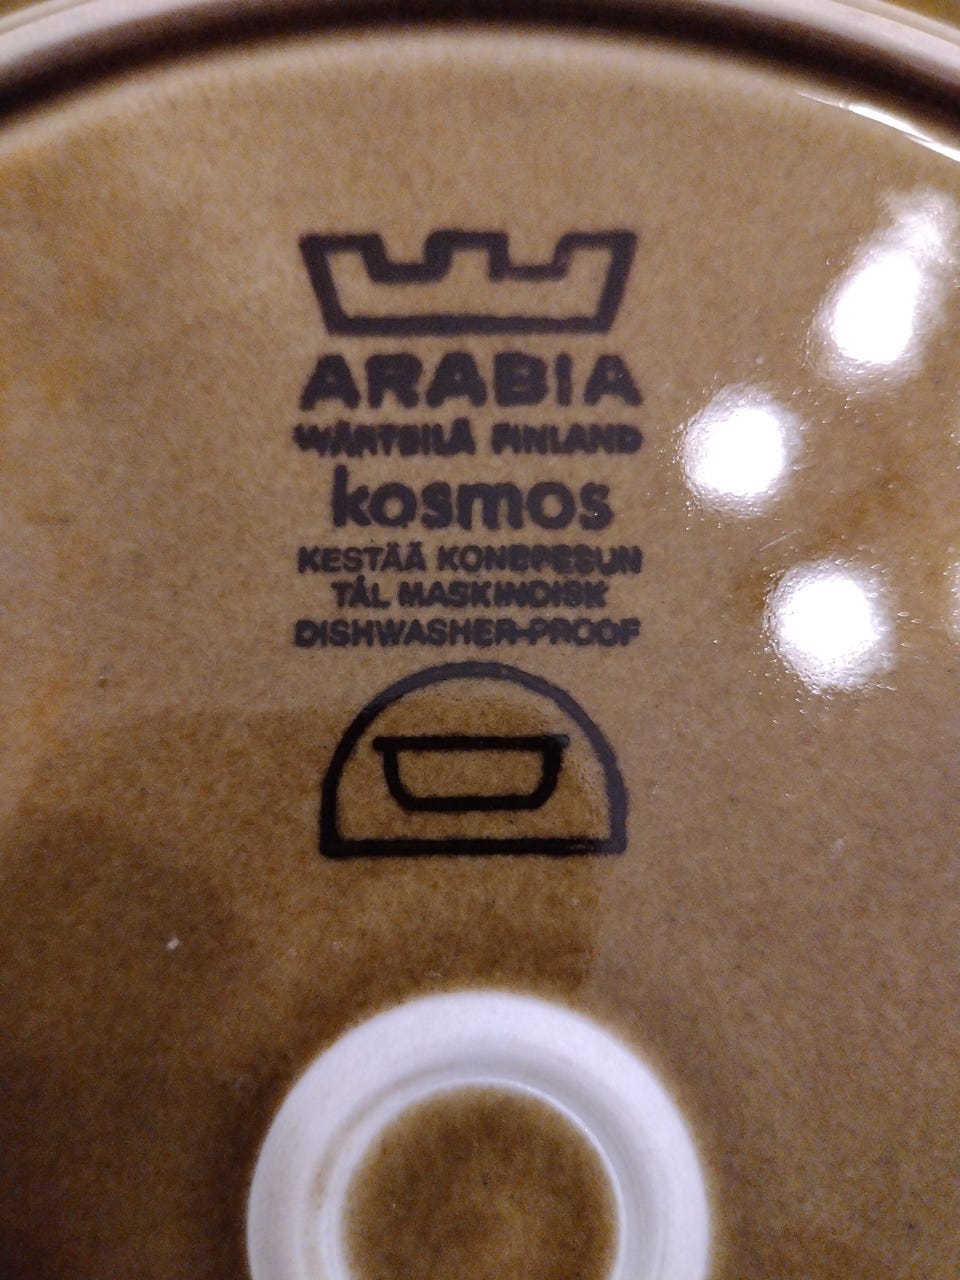 ARABIA
WÄRTSILÄ FINLAND
kosmos
KESTÄÄ KONEPESUN
TÅL MASKINDISK
DISHWASHER-PROOF